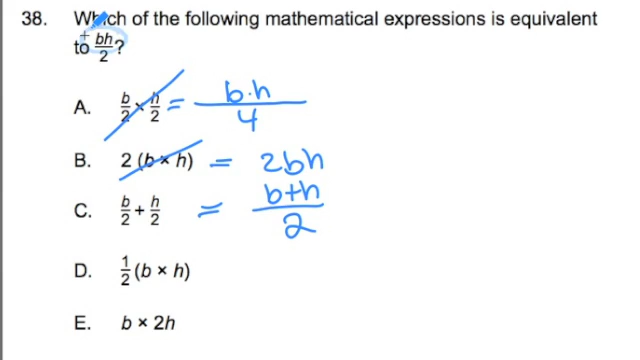 38. Which of the following mathematical expressions is equivalent
to bh/2?
A. b/2 × h/2 = b·h/4
B. 2 (b × h) = 2bh
C. b/2 + h/2 = b+h/2
D. 1/2 (b × h)
E. b × 2h